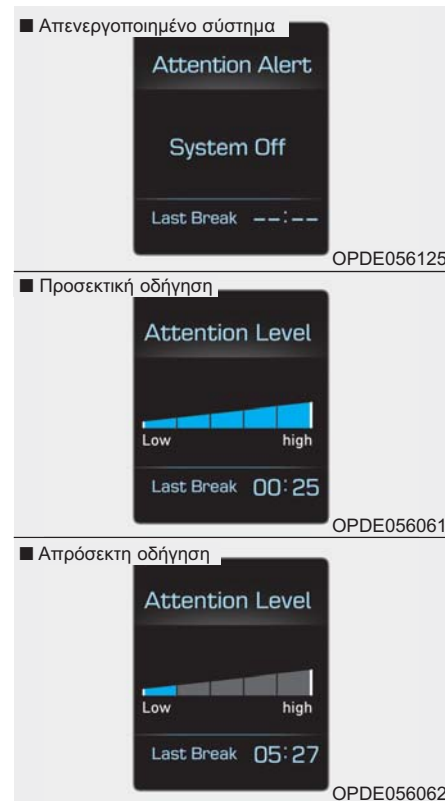 ■ Απενεργοποιημένο σύστημα
Attention Alert
System Off
Last Break --:--
OPDE056125
■ Προσεκτική οδήγηση
Attention Level
Low high
Last Break 00:25
OPDE056061
■ Απρόσεκτη οδήγηση
Attention Level
Low high
Last Break 05:27
OPDE056062